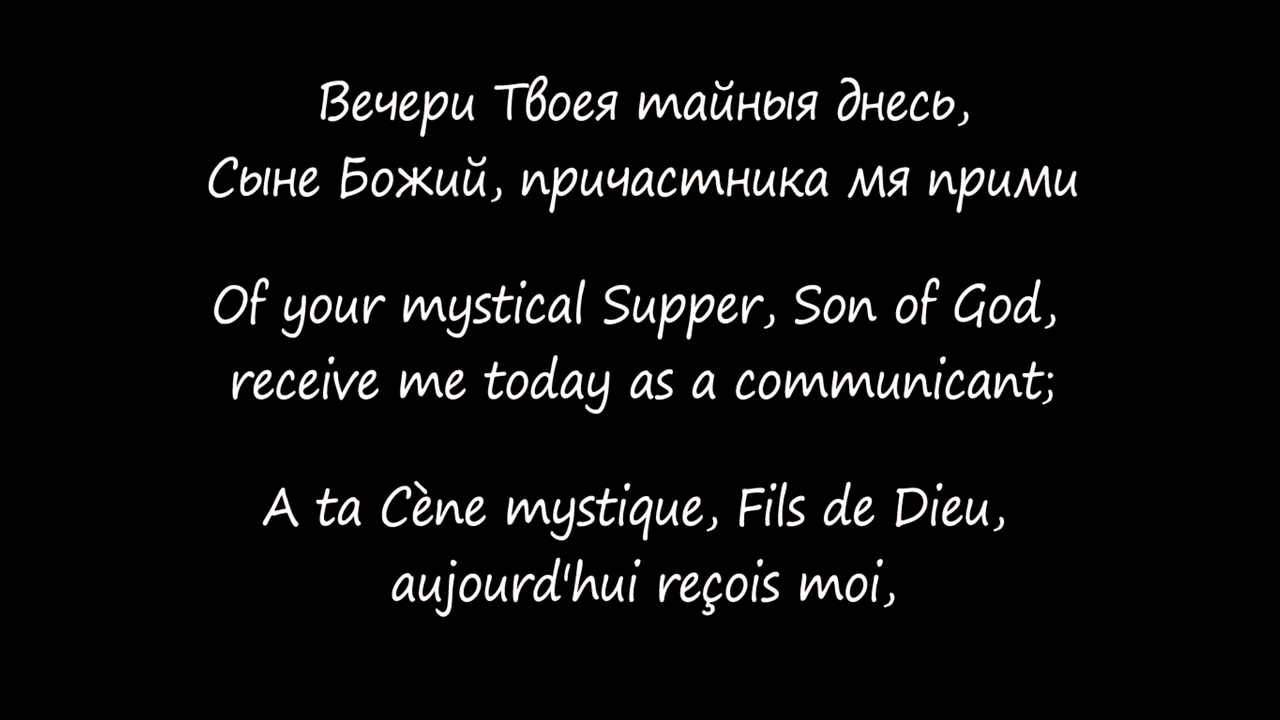 Вечери Твоея тайныя днесь,
Сыне Божий, причастника мя прими
Of your mystical Supper, Son of God,
receive me today as a communicant;
A ta Cène mystique, Fils de Dieu,
aujourd'hui reçois moi,